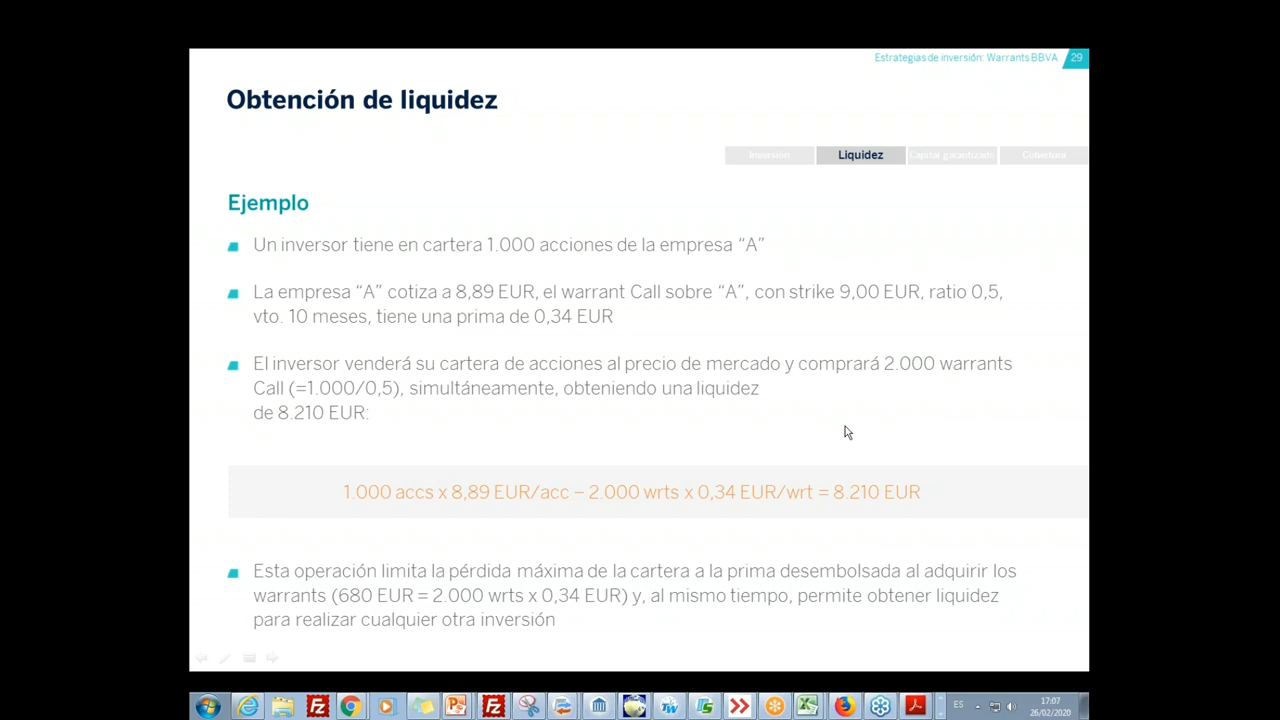 Estrategias de inversión: Warrants BBVA 29
Obtención de liquidez
Inversión Liquidez Capital garantizado Cobertura
Ejemplo
Un inversor tiene en cartera 1.000 acciones de la empresa “A”
La empresa “A” cotiza a 8,89 EUR, el warrant Call sobre “A”, con strike 9,00 EUR, ratio 0,5,
vto. 10 meses, tiene una prima de 0,34 EUR
El inversor venderá su cartera de acciones al precio de mercado y comprará 2.000 warrants
Call (=1.000/0,5), simultáneamente, obteniendo una liquidez
de 8.210 EUR:
1.000 accs x 8,89 EUR/acc – 2.000 wrts x 0,34 EUR/wrt = 8.210 EUR
Esta operación limita la pérdida máxima de la cartera a la prima desembolsada al adquirir los
warrants (680 EUR = 2.000 wrts x 0,34 EUR) y, al mismo tiempo, permite obtener liquidez
para realizar cualquier otra inversión
ES
17:07
26/02/2020